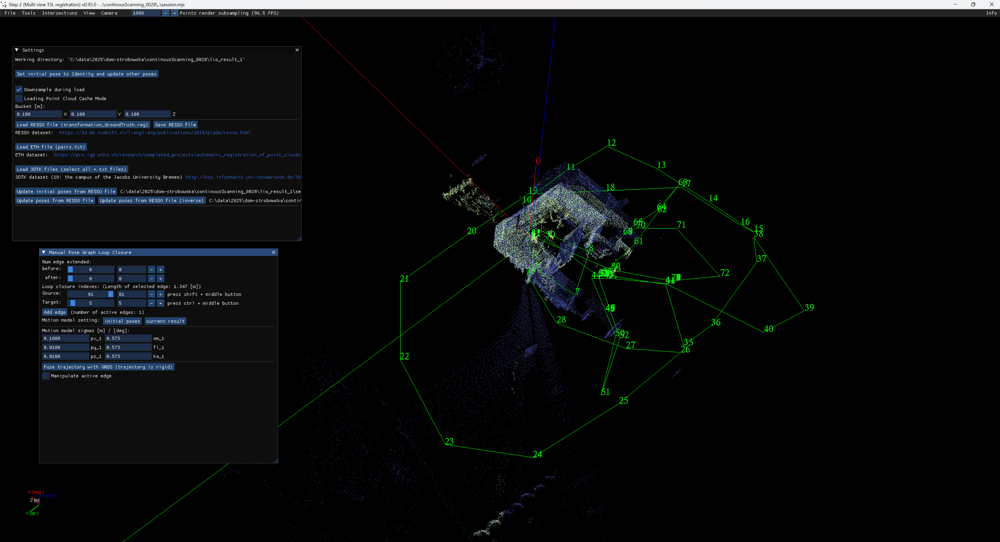 Step 2 (Multi view TSL registration) v0.95.0 - ..\continousScanning_0028\..\session.mjs
File Tools Intersections View Camera 1000 - + Points render subsampling (96.5 FPS) Info
Settings
Working directory: 'C:\data\2025\dom-strobowska\continousScanning_0028\lio_result_1'
Set initial pose to Identity and update other poses
Downsample during load
Loading Point Cloud Cache Mode
Bucket [m]:
0.100 X 0.100 Y 0.100 Z
Load RESSO file (transformation_GroundTruth.reg) Save RESSO file
RESSO dataset: https://3d.bk.tudelft.nl/liangliang/publications/2019/plade/resso.html
Load ETH file (pairs.txt)
ETH dataset: https://prs.igp.ethz.ch/research/completed_projects/automatic_registration_of_point_clouds
Load 3DTK files (select all *.txt files)
3DTK dataset (18: the campus of the Jacobs University Bremen) http://kos.informatik.uni-osnabrueck.de/3D
Update initial poses from RESSO file C:\data\2025\dom-strobowska\continousScanning_0028\lio_result_1\se
Update poses from RESSO file Update poses from RESSO file (inverse) C:\data\2025\dom-strobowska\contin
Manual Pose Graph Loop Closure
Num edge extended:
before: 0 0 - +
after: 0 0 - +
Loop closure indexes: (Length of selected edge: 1.347 [m])
Source: 81 81 - + press shift + middle button
Target: 5 5 - + press ctrl + middle button
Add edge (number of active edges: 1)
Motion model setting: initial poses current result
Motion model sigmas [m] / [deg]:
0.1000 px_1 0.573 om_1
0.0100 py_1 0.573 fi_1
0.0100 pz_1 0.573 ka_1
Fuse trajectory with GNSS (trajectory is rigid)
Manipulate active edge
12
0
13
11
63
17
18
19
14
10
64
62
16
65
70
71
15
38
20
61
8
37
80
72
21
44
7
39
28
36
40
50
52
35
27
26
22
51
25
23
24
X (long.)
Z (vert.)
2 [m]
Y (lat.)